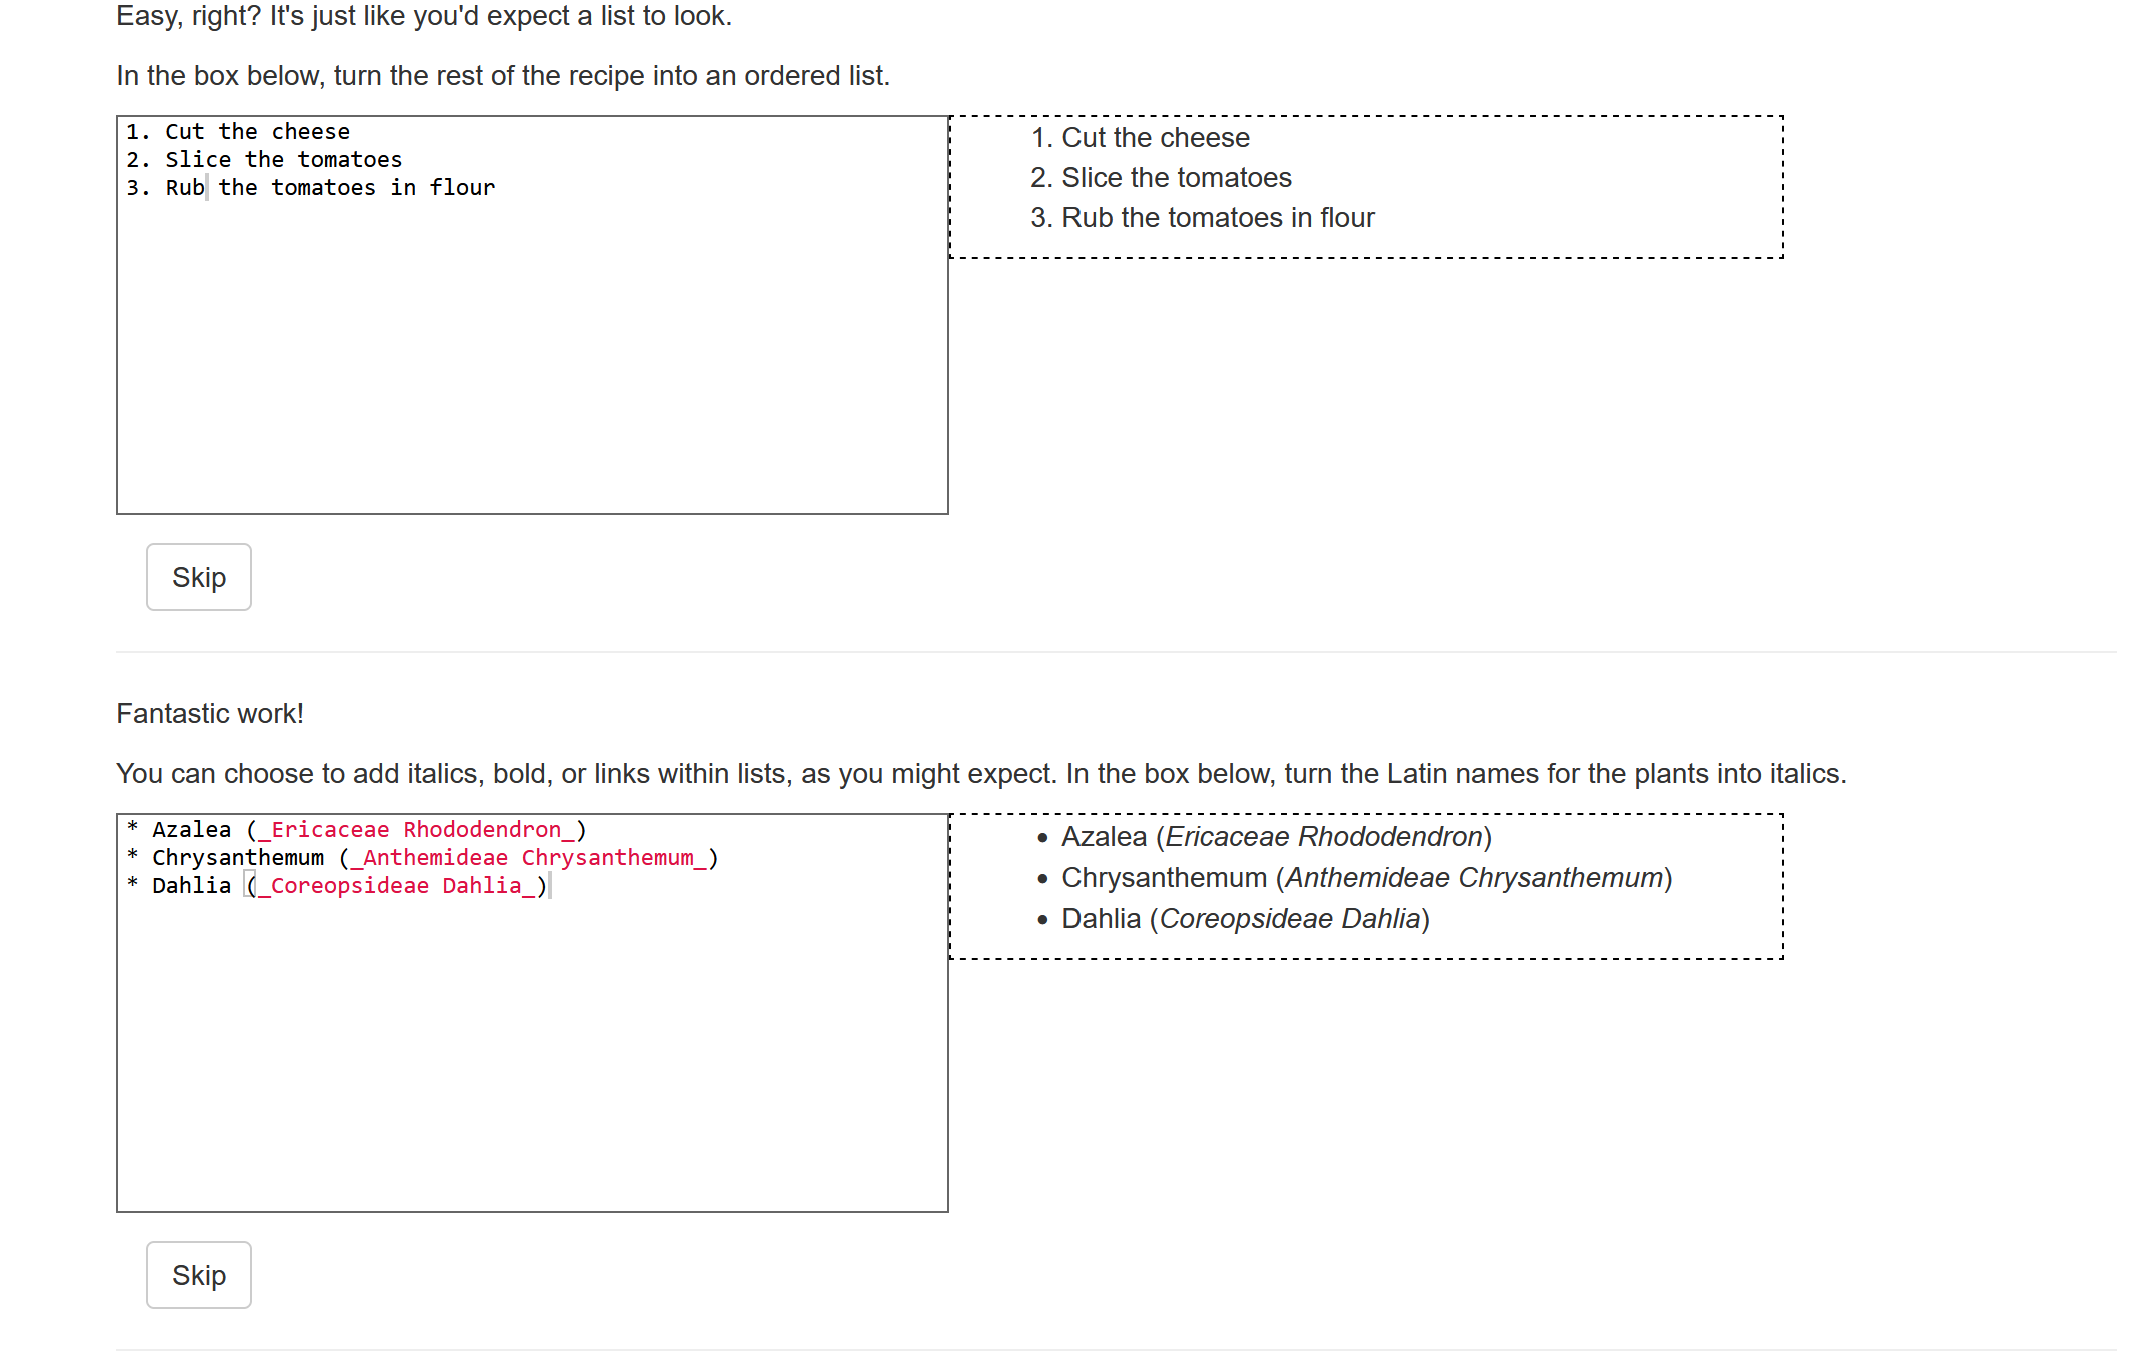 Easy, right? It's just like you'd expect a list to look.
In the box below, turn the rest of the recipe into an ordered list.
1. Cut the cheese
2. Slice the tomatoes
3. Rub the tomatoes in flour
1. Cut the cheese
2. Slice the tomatoes
3. Rub the tomatoes in flour
Skip
Fantastic work!
You can choose to add italics, bold, or links within lists, as you might expect. In the box below, turn the Latin names for the plants into italics.
* Azalea (_Ericaceae Rhododendron_)
* Chrysanthemum (_Anthemideae Chrysanthemum_)
* Dahlia (_Coreopsideae Dahlia_)
• Azalea (Ericaceae Rhododendron)
• Chrysanthemum (Anthemideae Chrysanthemum)
• Dahlia (Coreopsideae Dahlia)
Skip